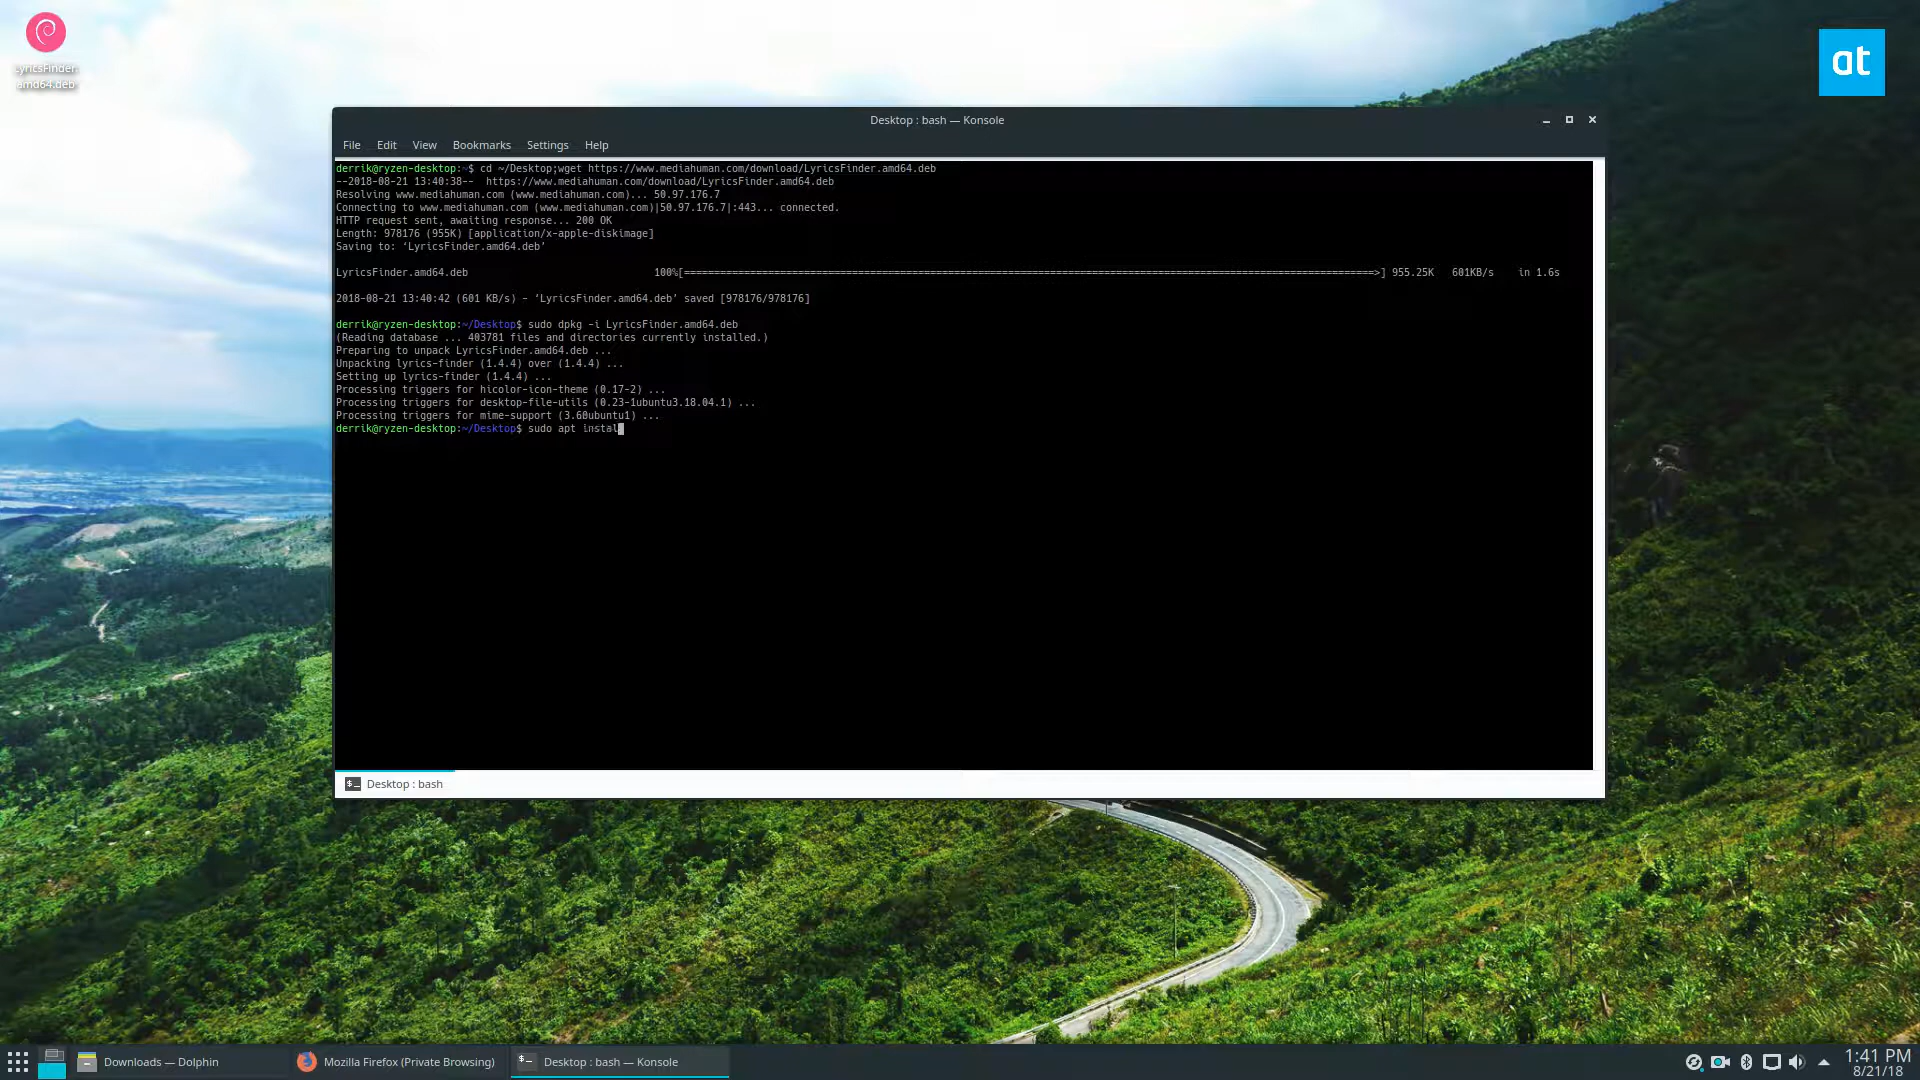 LyricsFinder.
amd64.deb
at
Desktop : bash — Konsole
File Edit View Bookmarks Settings Help
derrik@ryzen-desktop:~$ cd ~/Desktop;wget https://www.mediahuman.com/download/LyricsFinder.amd64.deb
--2018-08-21 13:40:38-- https://www.mediahuman.com/download/LyricsFinder.amd64.deb
Resolving www.mediahuman.com (www.mediahuman.com)... 50.97.176.7
Connecting to www.mediahuman.com (www.mediahuman.com)|50.97.176.7|:443... connected.
HTTP request sent, awaiting response... 200 OK
Length: 978176 (955K) [application/x-apple-diskimage]
Saving to: ‘LyricsFinder.amd64.deb’
LyricsFinder.amd64.deb 100%[===================================================================================================================>] 955.25K 601KB/s in 1.6s
2018-08-21 13:40:42 (601 KB/s) - ‘LyricsFinder.amd64.deb’ saved [978176/978176]
derrik@ryzen-desktop:~/Desktop$ sudo dpkg -i LyricsFinder.amd64.deb
(Reading database ... 403781 files and directories currently installed.)
Preparing to unpack LyricsFinder.amd64.deb ...
Unpacking lyrics-finder (1.4.4) over (1.4.4) ...
Setting up lyrics-finder (1.4.4) ...
Processing triggers for hicolor-icon-theme (0.17-2) ...
Processing triggers for desktop-file-utils (0.23-1ubuntu3.18.04.1) ...
Processing triggers for mime-support (3.60ubuntu1) ...
derrik@ryzen-desktop:~/Desktop$ sudo apt instal
Desktop : bash
Downloads — Dolphin
Mozilla Firefox (Private Browsing)
Desktop : bash — Konsole
1:41 PM
8/21/18